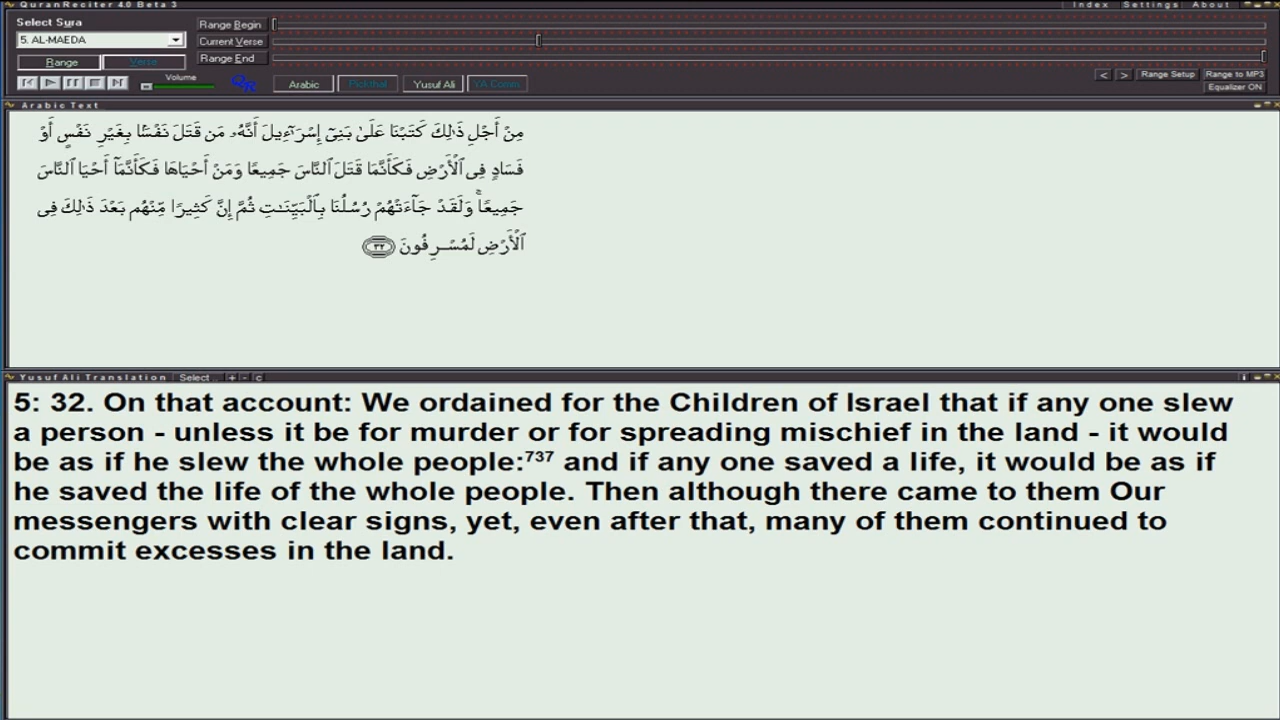 QuranReciter 4.0 Beta 3
Index Settings About
Select Sura
5. AL-MAEDA
Range Verse
Volume
Range Begin
Current Verse
Range End
QR
Arabic Pickthal Yusuf Ali YA Comm.
< > Range Setup Range to MP3
Equalizer ON
Arabic Text
مِنْ أَجْلِ ذَٰلِكَ كَتَبْنَا عَلَىٰ بَنِىٓ إِسْرَٰٓءِيلَ أَنَّهُۥ مَن قَتَلَ نَفْسًۢا بِغَيْرِ نَفْسٍ أَوْ
فَسَادٍ فِى ٱلْأَرْضِ فَكَأَنَّمَا قَتَلَ ٱلنَّاسَ جَمِيعًا وَمَنْ أَحْيَاهَا فَكَأَنَّمَآ أَحْيَا ٱلنَّاسَ
جَمِيعًا ۚ وَلَقَدْ جَآءَتْهُمْ رُسُلُنَا بِٱلْبَيِّنَٰتِ ثُمَّ إِنَّ كَثِيرًا مِّنْهُم بَعْدَ ذَٰلِكَ فِى
ٱلْأَرْضِ لَمُسْرِفُونَ ٣٢
Yusuf Ali Translation Select + - c i
5: 32. On that account: We ordained for the Children of Israel that if any one slew
a person - unless it be for murder or for spreading mischief in the land - it would
be as if he slew the whole people:⁷³⁷ and if any one saved a life, it would be as if
he saved the life of the whole people. Then although there came to them Our
messengers with clear signs, yet, even after that, many of them continued to
commit excesses in the land.